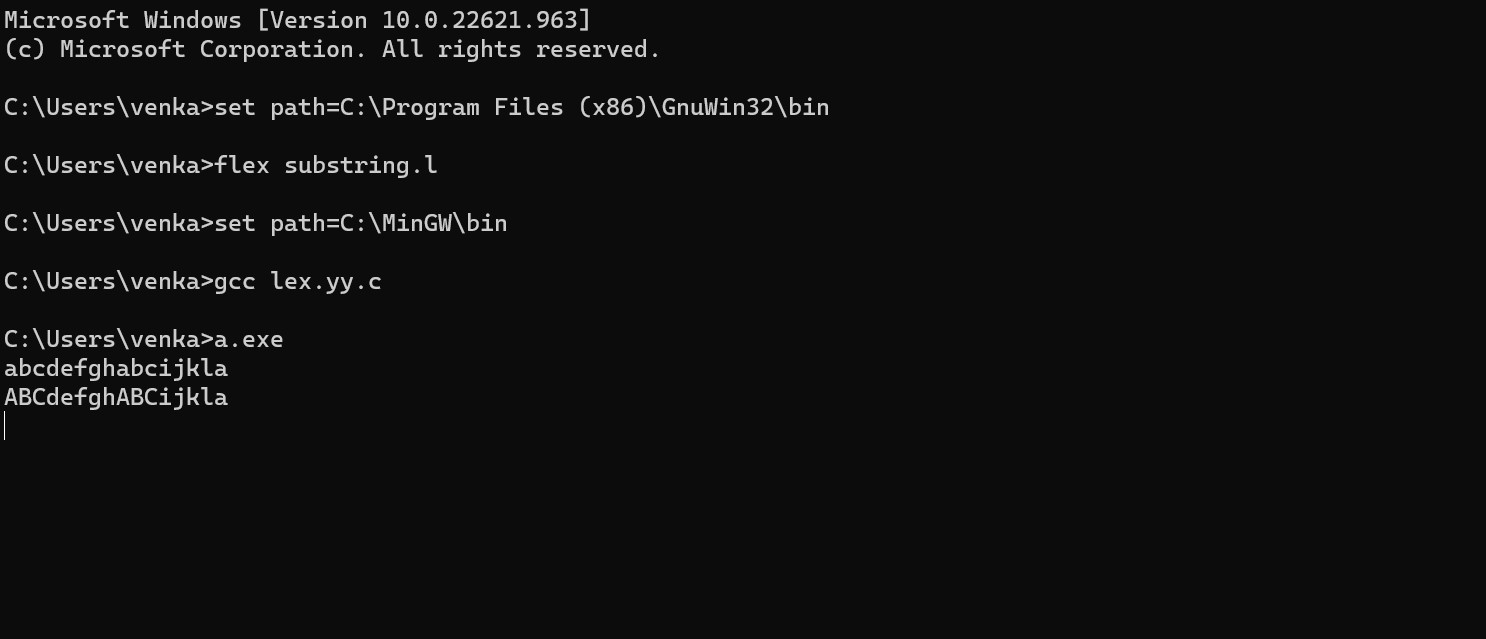 Microsoft Windows [Version 10.0.22621.963]
(c) Microsoft Corporation. All rights reserved.
C:\Users\venka>set path=C:\Program Files (x86)\GnuWin32\bin
C:\Users\venka>flex substring.l
C:\Users\venka>set path=C:\MinGW\bin
C:\Users\venka>gcc lex.yy.c
C:\Users\venka>a.exe
abcdefghabcijkla
ABCdefghABCijkla